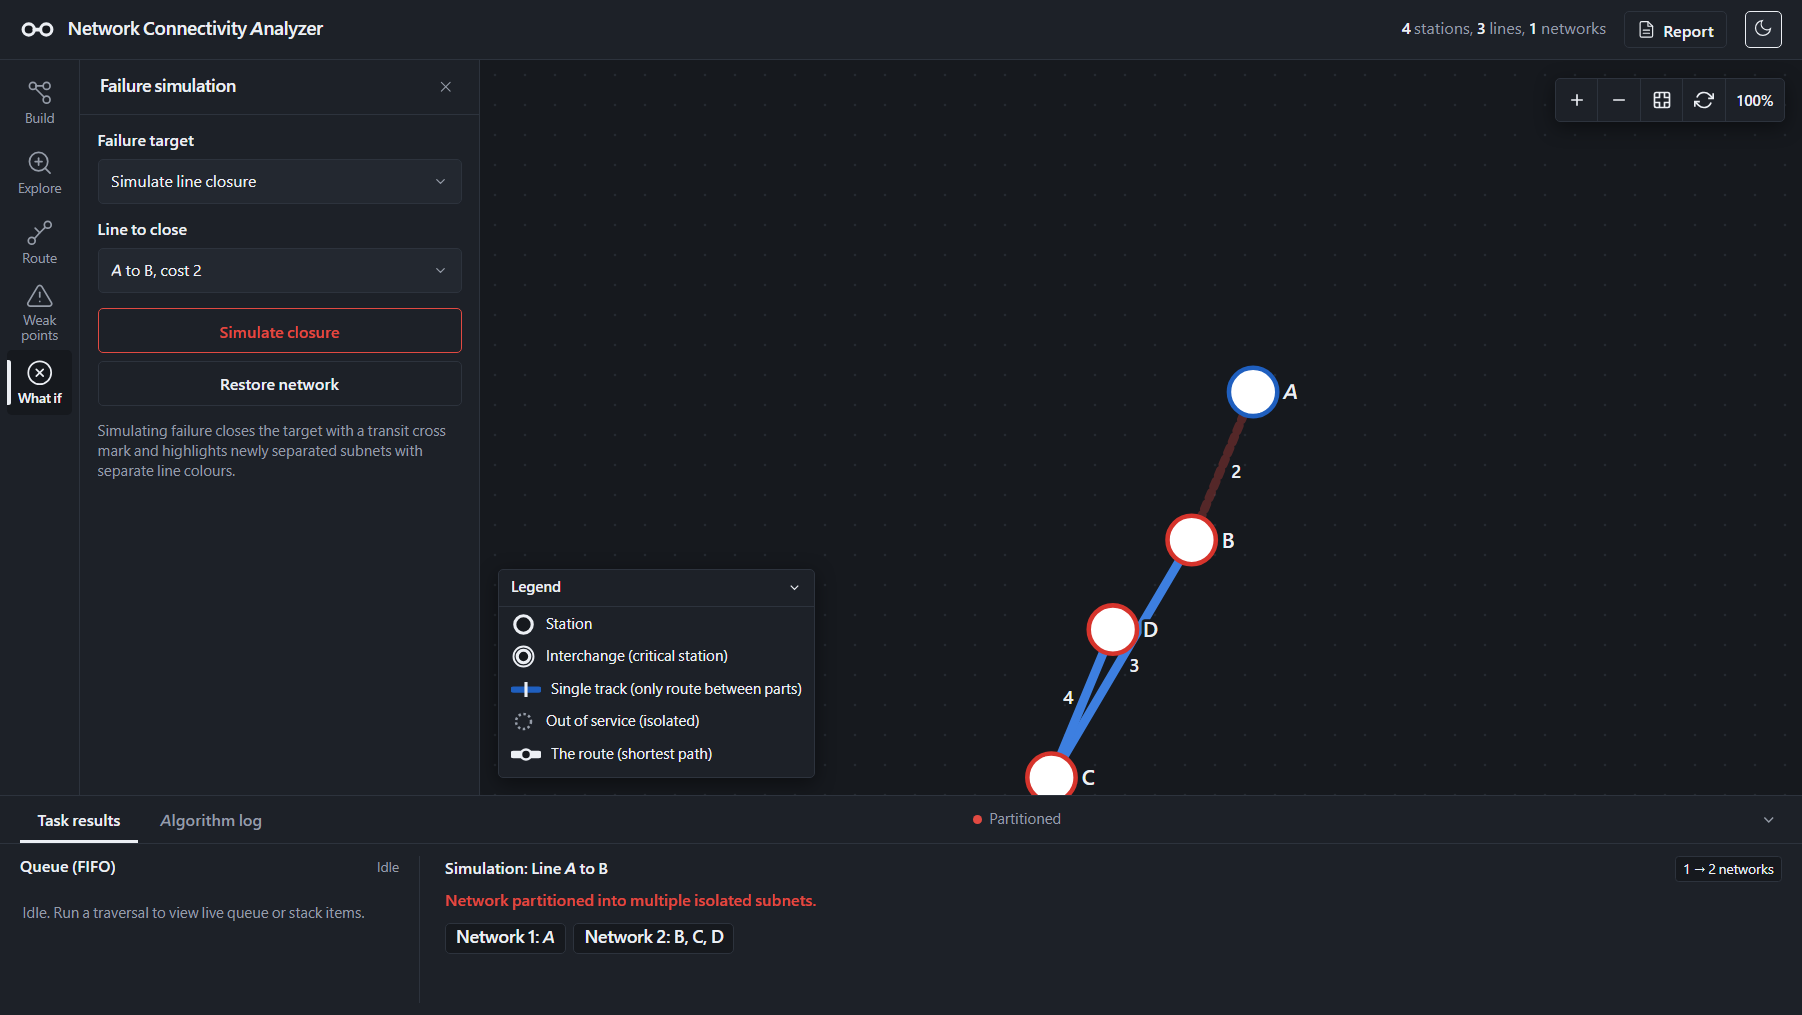 Network Connectivity Analyzer
4 stations, 3 lines, 1 networks
Report
Build
Explore
Route
Weak
points
What if
Failure simulation
Failure target
Simulate line closure
Line to close
A to B, cost 2
Simulate closure
Restore network
Simulating failure closes the target with a transit cross
mark and highlights newly separated subnets with
separate line colours.
100%
A
2
B
D
3
4
C
Legend
Station
Interchange (critical station)
Single track (only route between parts)
Out of service (isolated)
The route (shortest path)
Task results
Algorithm log
Partitioned
Queue (FIFO)
Idle
Idle. Run a traversal to view live queue or stack items.
Simulation: Line A to B
1 → 2 networks
Network partitioned into multiple isolated subnets.
Network 1: A
Network 2: B, C, D